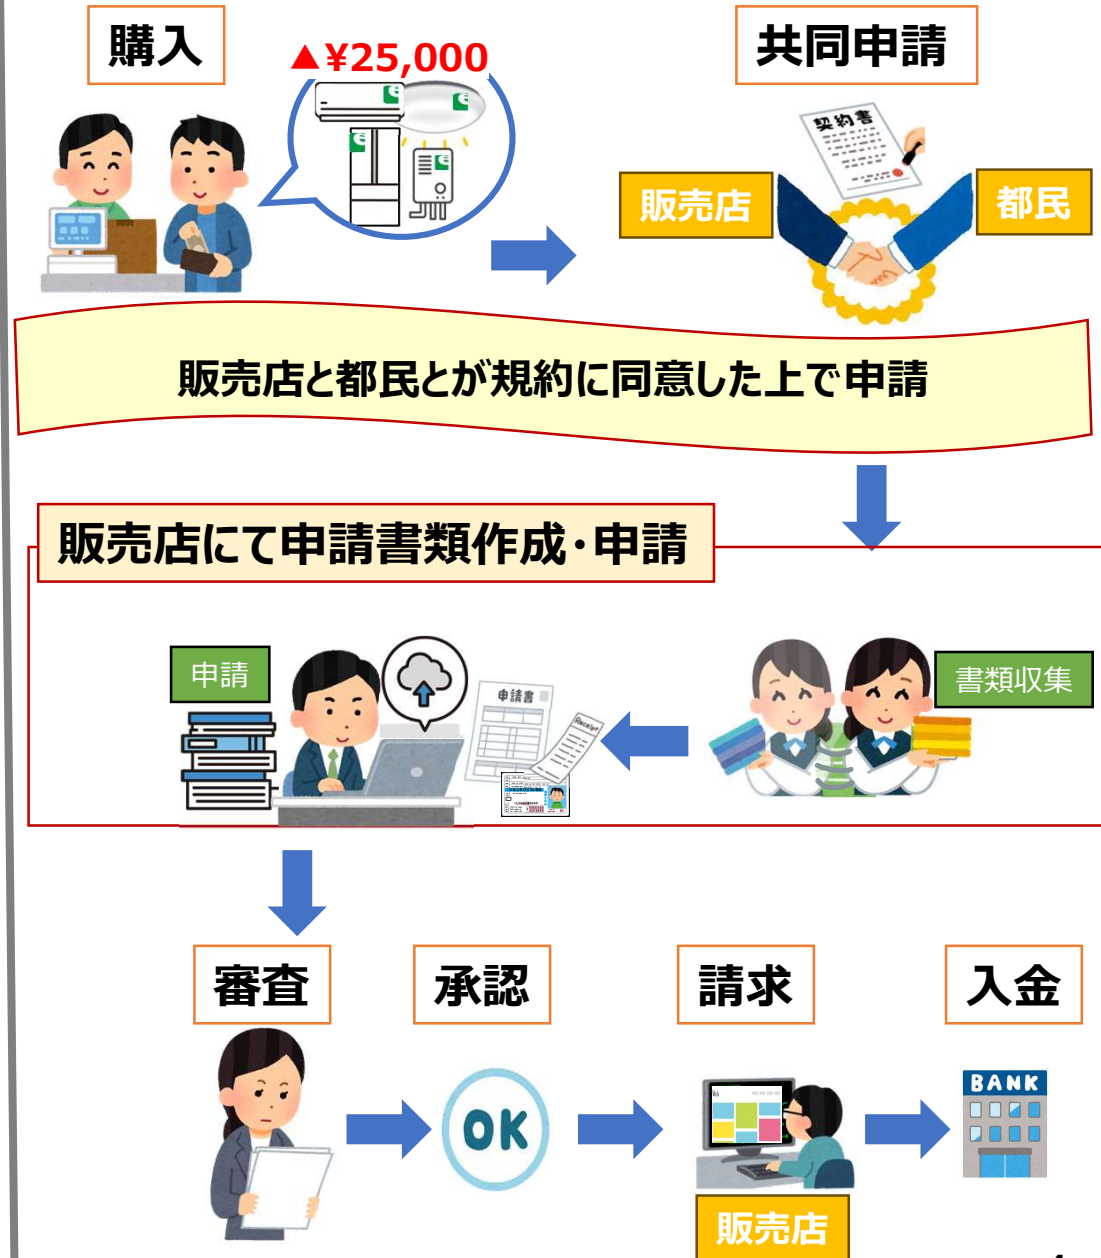 購入
▲¥25,000
共同申請
契約書
販売店
都民
販売店と都民とが規約に同意した上で申請
販売店にて申請書類作成・申請
申請
申請書
Receipt
書類収集
審査
承認
請求
入金
OK
BANK
販売店